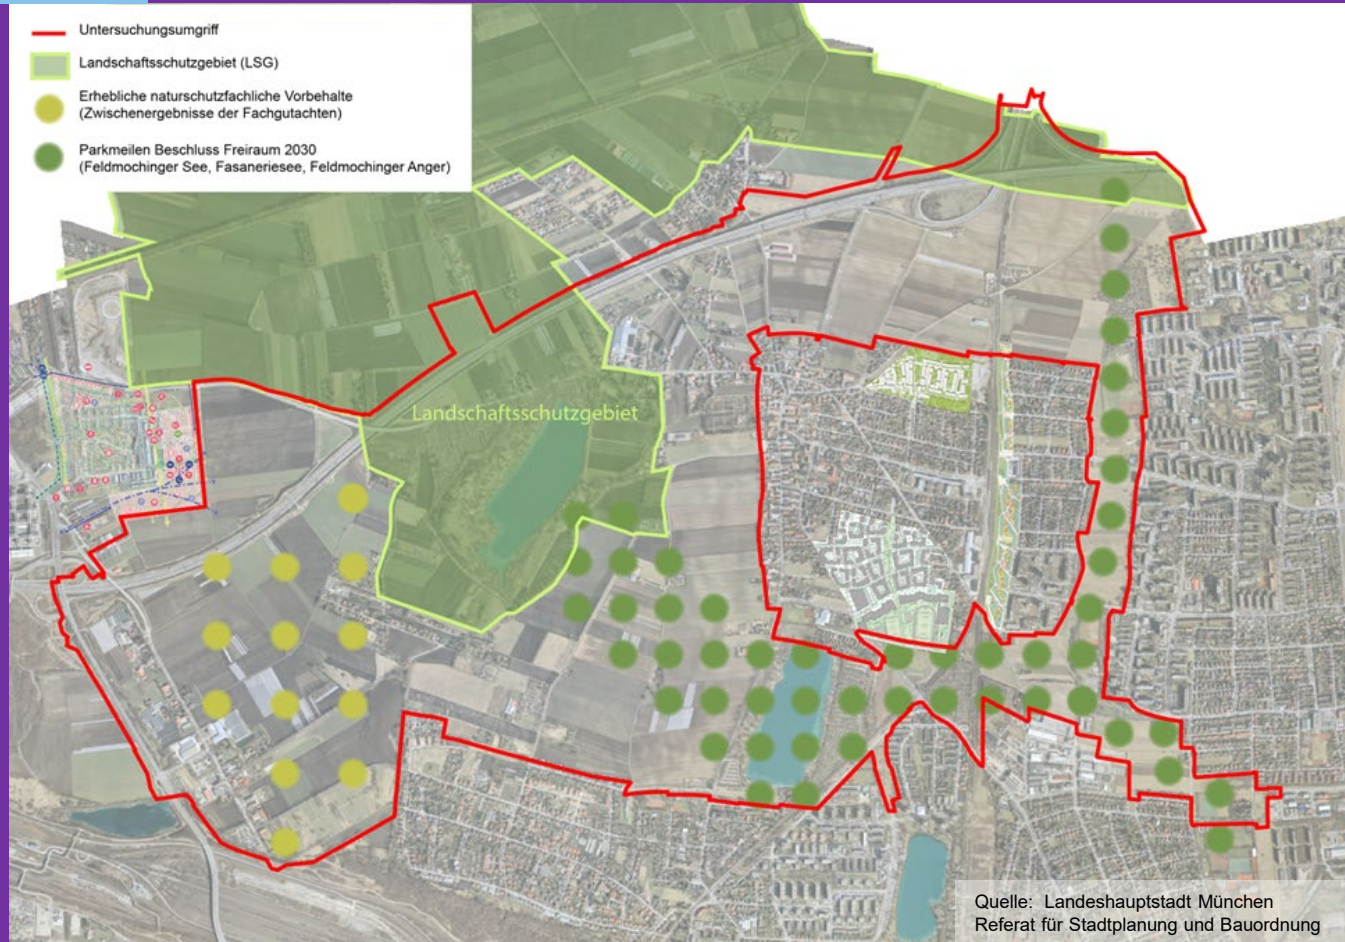 Untersuchungsumgriff
Landschaftsschutzgebiet (LSG)
Erhebliche naturschutzfachliche Vorbehalte
(Zwischenergebnisse der Fachgutachten)
Parkmeilen Beschluss Freiraum 2030
(Feldmochinger See, Fasaneriesee, Feldmochinger Anger)
Landschaftsschutzgebiet
Quelle: Landeshauptstadt München
Referat für Stadtplanung und Bauordnung